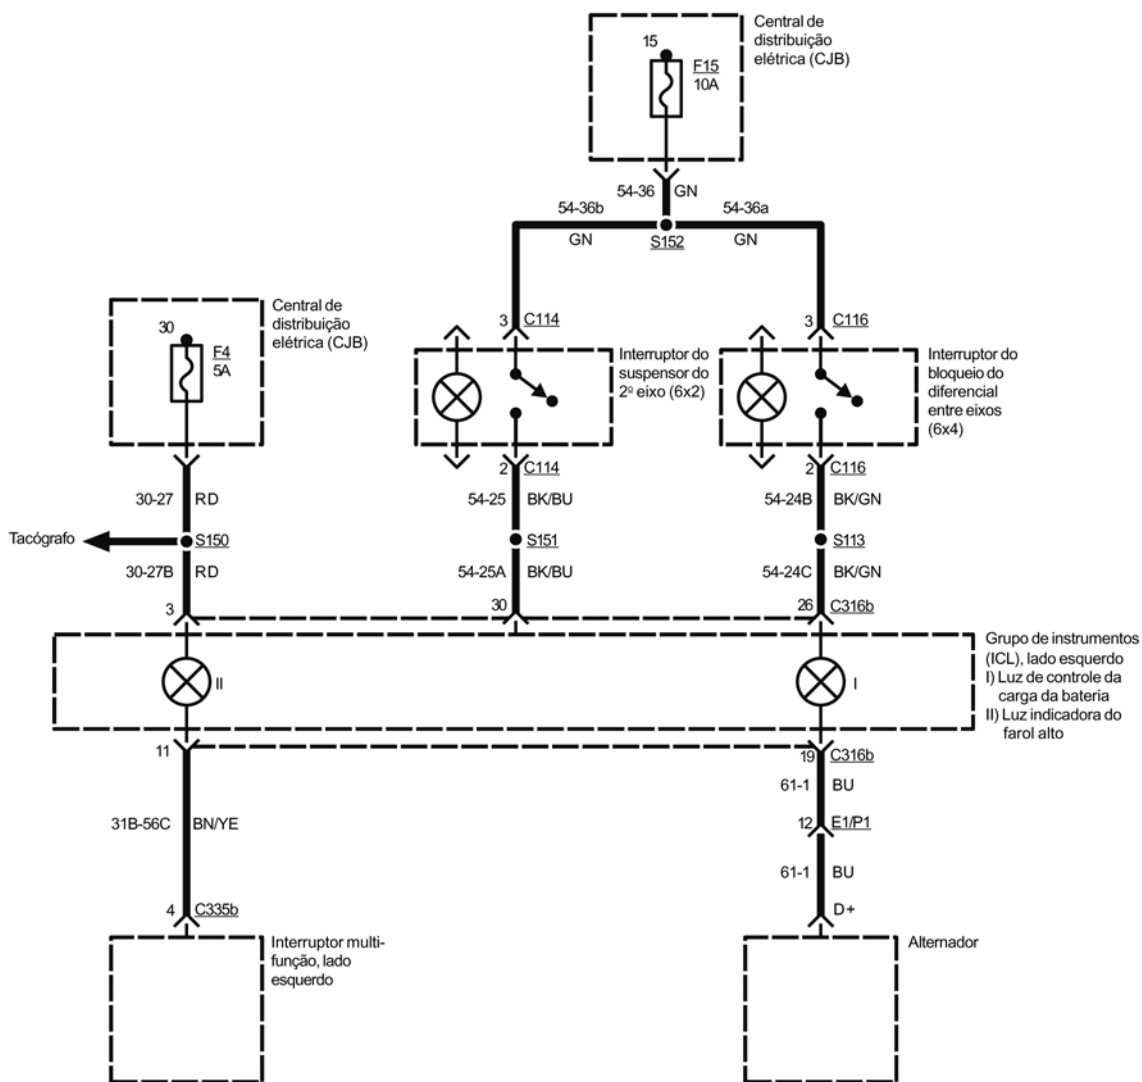 Central de
distribuição
elétrica (CJB)
15
F15
10A
54-36 GN
54-36b
54-36a
GN
S152
GN
Central de
distribuição
elétrica (CJB)
30
F4
5A
3 C114
3 C116
Interruptor do
suspensor do
2º eixo (6x2)
Interruptor do
bloqueio do
diferencial
entre eixos
(6x4)
2 C114
2 C116
30-27 RD
54-25 BK/BU
54-24B BK/GN
Tacógrafo
S150
S151
S113
30-27B RD
54-25A BK/BU
54-24C BK/GN
3
30
26 C316b
Grupo de instrumentos
(ICL), lado esquerdo
I) Luz de controle da
carga da bateria
II) Luz indicadora do
farol alto
II
I
11
19 C316b
61-1 BU
31B-56C BN/YE
12 E1/P1
61-1 BU
4 C335b
D+
Interruptor multi-
função, lado
esquerdo
Alternador